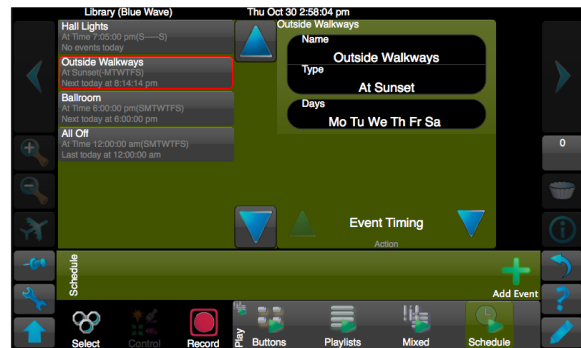 Library (Blue Wave)
Thu Oct 30 2:58:04 pm
Hall Lights
At Time 7:05:00 pm(S-----S)
No events today
Outside Walkways
At Sunset(-MTWTFS)
Next today at 8:14:14 pm
Ballroom
At Time 6:00:00 pm(SMTWTFS)
Next today at 6:00:00 pm
All Off
At Time 12:00:00 am(SMTWTFS)
Last today at 12:00:00 am
Outside Walkways
Name
Outside Walkways
Type
At Sunset
Days
Mo Tu We Th Fr Sa
Event Timing
Action
0
Schedule
Add Event
Select
Control
Record
Play
Buttons
Playlists
Mixed
Schedule